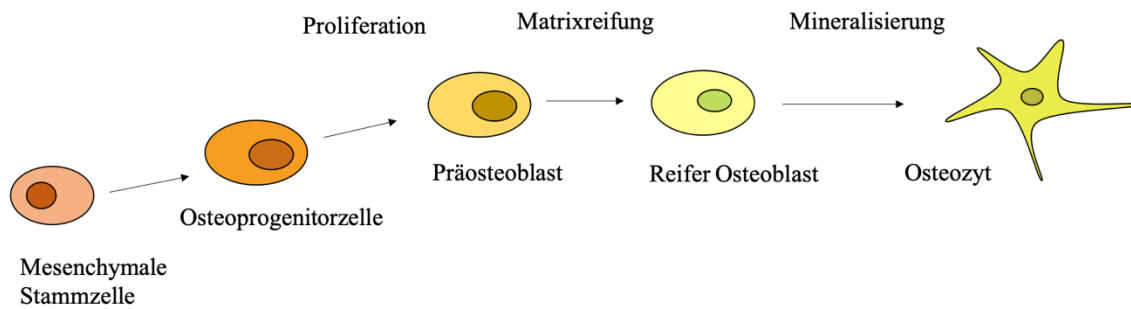 Proliferation
Matrixreifung
Mineralisierung
Präosteoblast
Reifer Osteoblast
Osteozyt
Osteoprogenitorzelle
Mesenchymale
Stammzelle